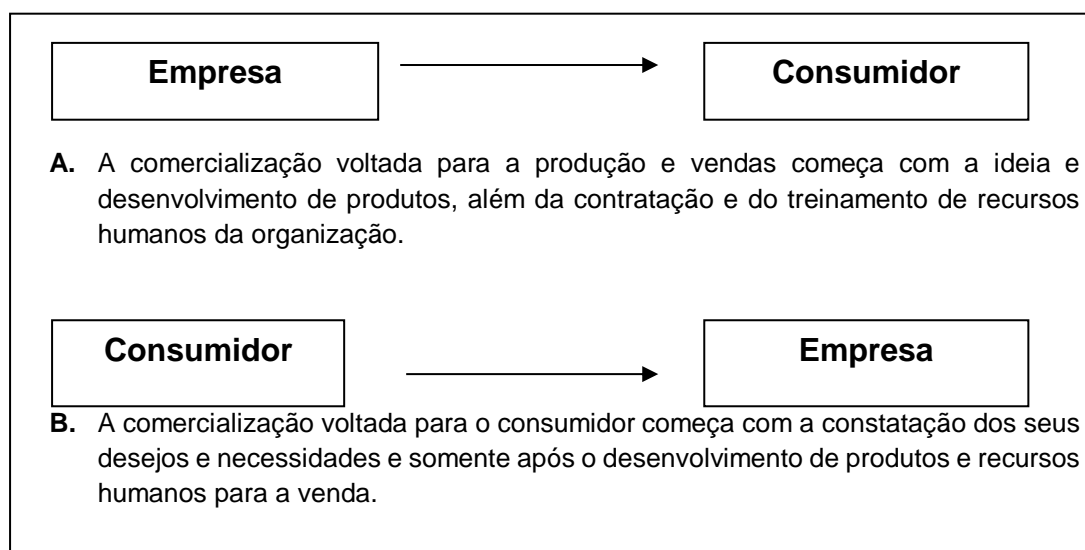 Empresa Consumidor
A. A comercialização voltada para a produção e vendas começa com a ideia e
desenvolvimento de produtos, além da contratação e do treinamento de recursos
humanos da organização.
Consumidor Empresa
B. A comercialização voltada para o consumidor começa com a constatação dos seus
desejos e necessidades e somente após o desenvolvimento de produtos e recursos
humanos para a venda.